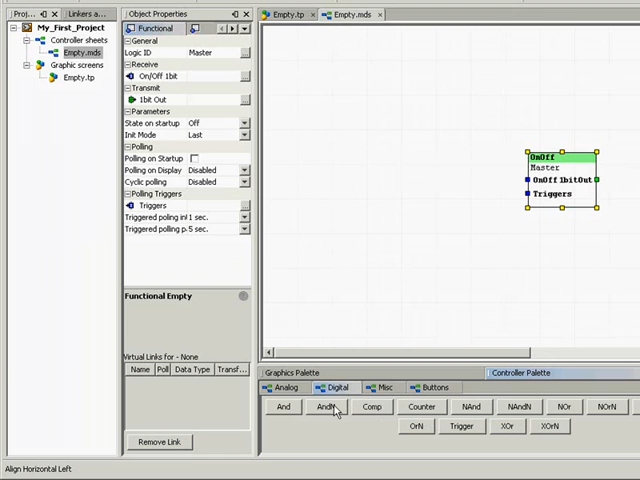 Proj...
Linkers a...
My_First_Project
Controller sheets
Empty.mds
Graphic screens
Empty.tp
Object Properties
Functional
General
Logic ID Master
Receive
On/Off 1bit
Transmit
1bit Out
Parameters
State on startup Off
Init Mode Last
Polling
Polling on Startup
Polling on Display Disabled
Cyclic polling Disabled
Polling Triggers
Triggers
Triggered polling in 1 sec.
Triggered polling p. 5 sec.
Functional Empty
Virtual Links for - None
Name Poll Data Type Transf...
Remove Link
Empty.tp Empty.mds
OnOff
Master
OnOff 1bitOut
Triggers
Graphics Palette Controller Palette
Analog Digital Misc Buttons
And AndN Comp Counter NAnd NAndN NOr NOrN
OrN Trigger XOr XOrN
Align Horizontal Left